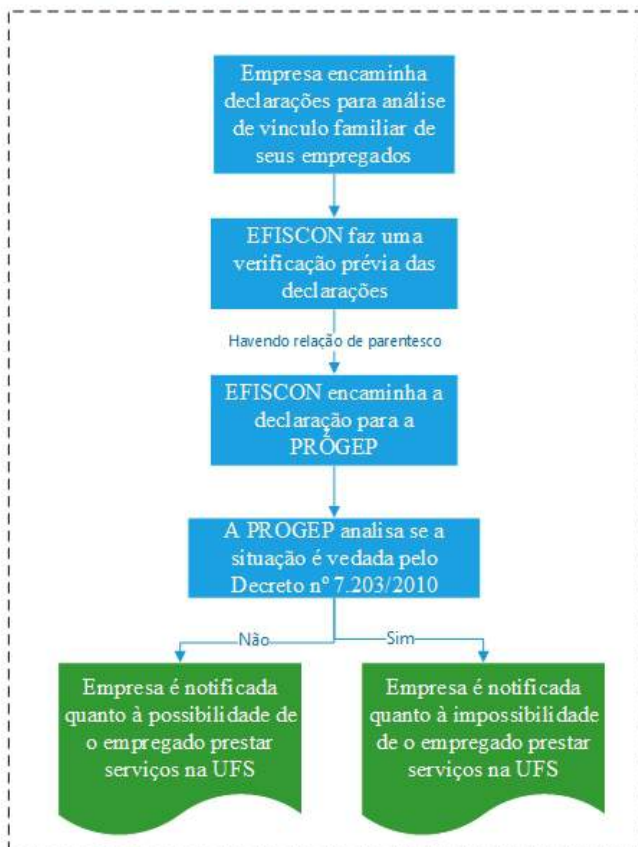 Empresa encaminha
declarações para análise
de vínculo familiar de
seus empregados
EFISCON faz uma
verificação prévia das
declarações
Havendo relação de parentesco
EFISCON encaminha a
declaração para a
PROGEP
A PROGEP analisa se a
situação é vedada pelo
Decreto nº 7.203/2010
Não
Sim
Empresa é notificada
quanto à possibilidade de
o empregado prestar
serviços na UFS
Empresa é notificada
quanto à impossibilidade
de o empregado prestar
serviços na UFS